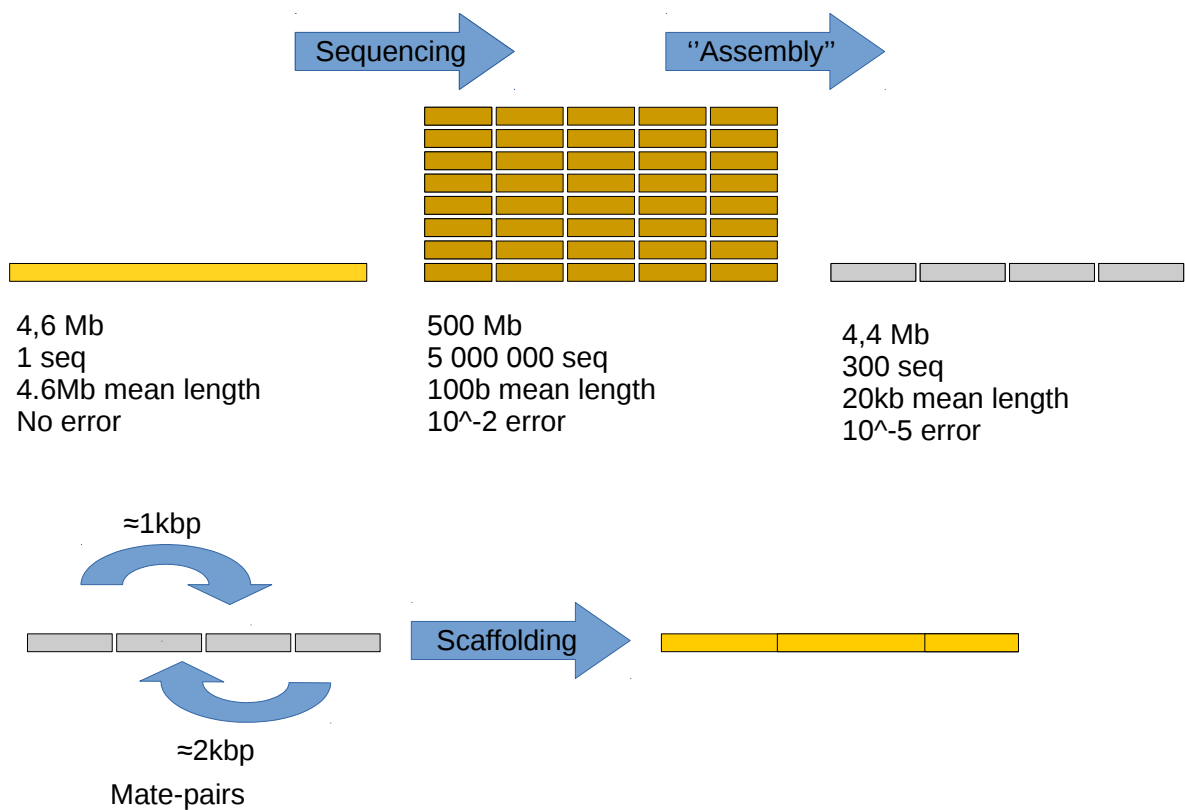 Sequencing
‘’Assembly’’
4,6 Mb
1 seq
4.6Mb mean length
No error
500 Mb
5 000 000 seq
100b mean length
10^-2 error
4,4 Mb
300 seq
20kb mean length
10^-5 error
≈1kbp
Scaffolding
≈2kbp
Mate-pairs